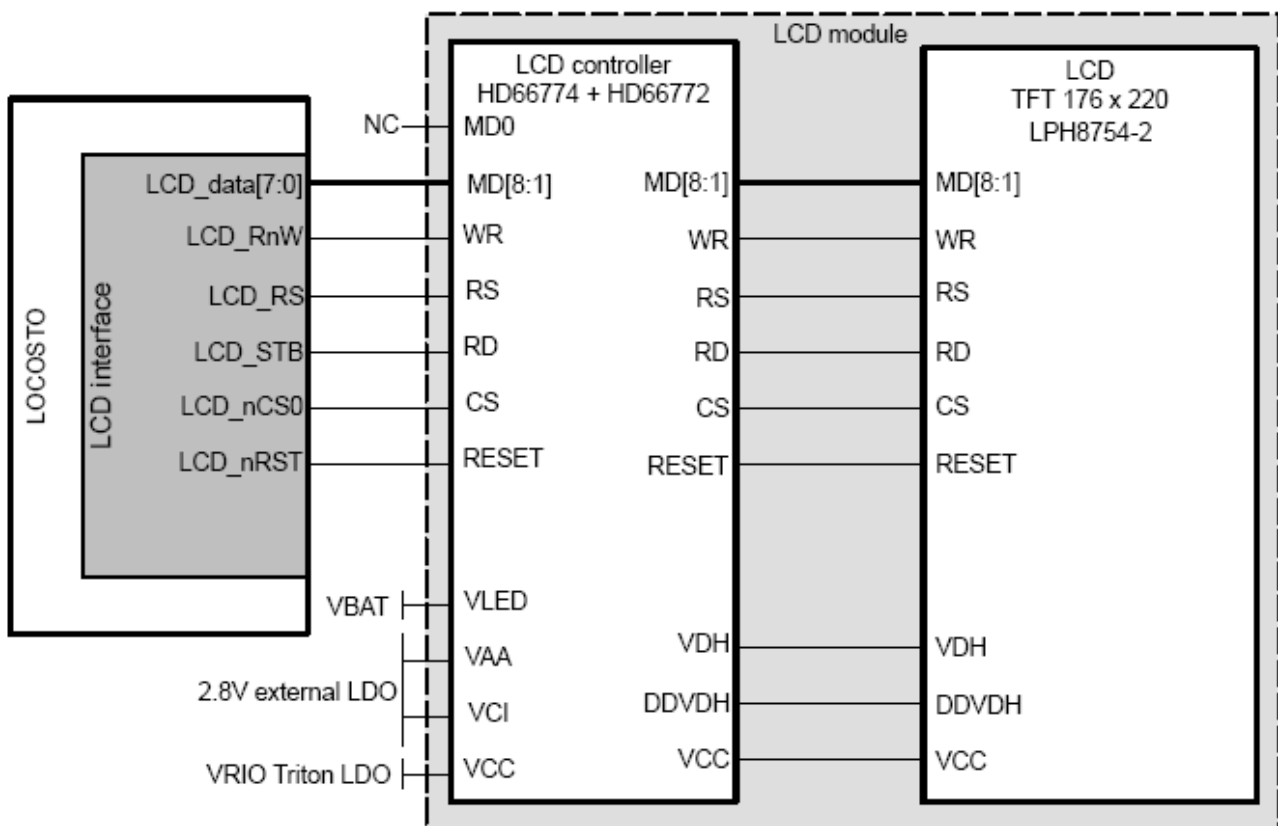 LCD module
LCD controller
HD66774 + HD66772
LCD
TFT 176 x 220
LPH8754-2
NC
MD0
LOCOSTO
LCD interface
LCD_data[7:0]
MD[8:1]
MD[8:1]
MD[8:1]
LCD_RnW
WR
WR
WR
LCD_RS
RS
RS
RS
LCD_STB
RD
RD
RD
LCD_nCS0
CS
CS
CS
LCD_nRST
RESET
RESET
RESET
VBAT
VLED
VAA
VDH
VDH
2.8V external LDO
VCI
DDVDH
DDVDH
VRIO Triton LDO
VCC
VCC
VCC